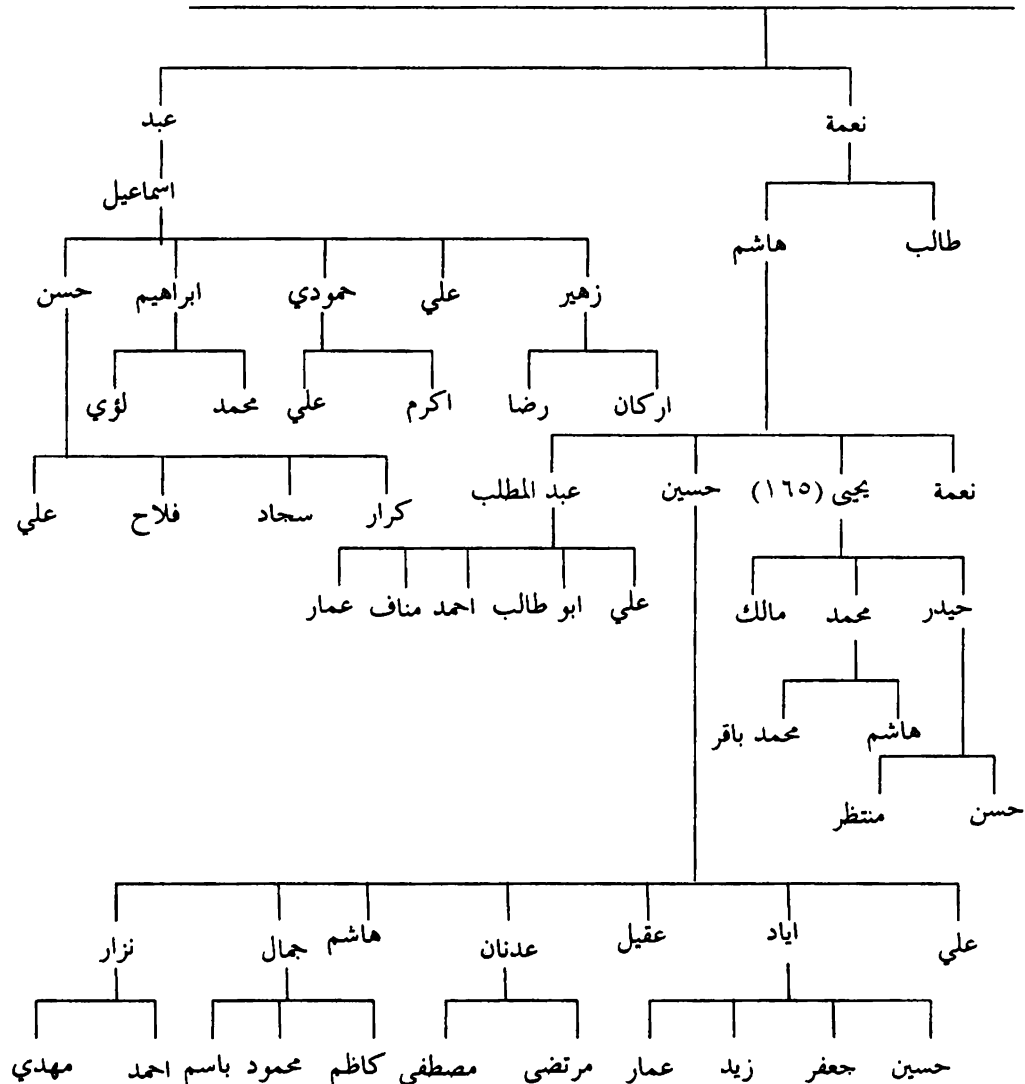 نعمة عبد
اسماعيل
طالب هاشم
زهير علي حمودي ابراهيم حسن
اركان رضا اكرم علي محمد لؤي
نعمة يحيى (١٦٥) حسين عبد المطلب
كرار سجاد فلاح علي
علي ابو طالب احمد مناف عمار
حيدر محمد مالك
هاشم محمد باقر
حسن منتظر
علي اياد عقيل عدنان هاشم جمال نزار
حسين جعفر زيد عمار مرتضى مصطفى كاظم محمود باسم احمد مهدي